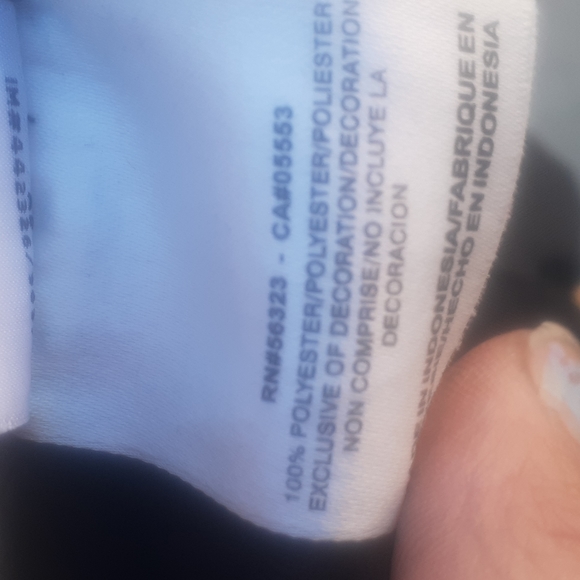 RN#56323 - CA#05553
100% POLYESTER/POLYESTER/POLIESTER
EXCLUSIVE OF DECORATION/DECORATION
NON COMPRISE/NO INCLUYE LA
DECORACION
IN INDONESIA/FABRIQUE EN
HECHO EN INDONESIA